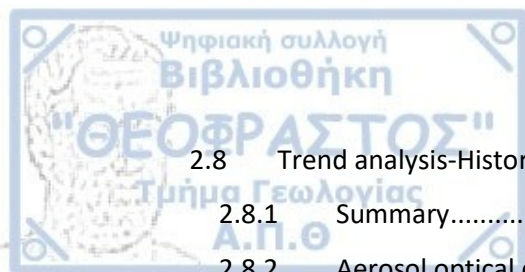 Ψηφιακή συλλογή
Βιβλιοθήκη
"ΘΕΟΦΡΑΣΤΟΣ"
2.8 Trend analysis-Histor
Τμήμα Γεωλογίας
2.8.1 Summary..........
Α.Π.Θ
2.8.2 Aerosol optical